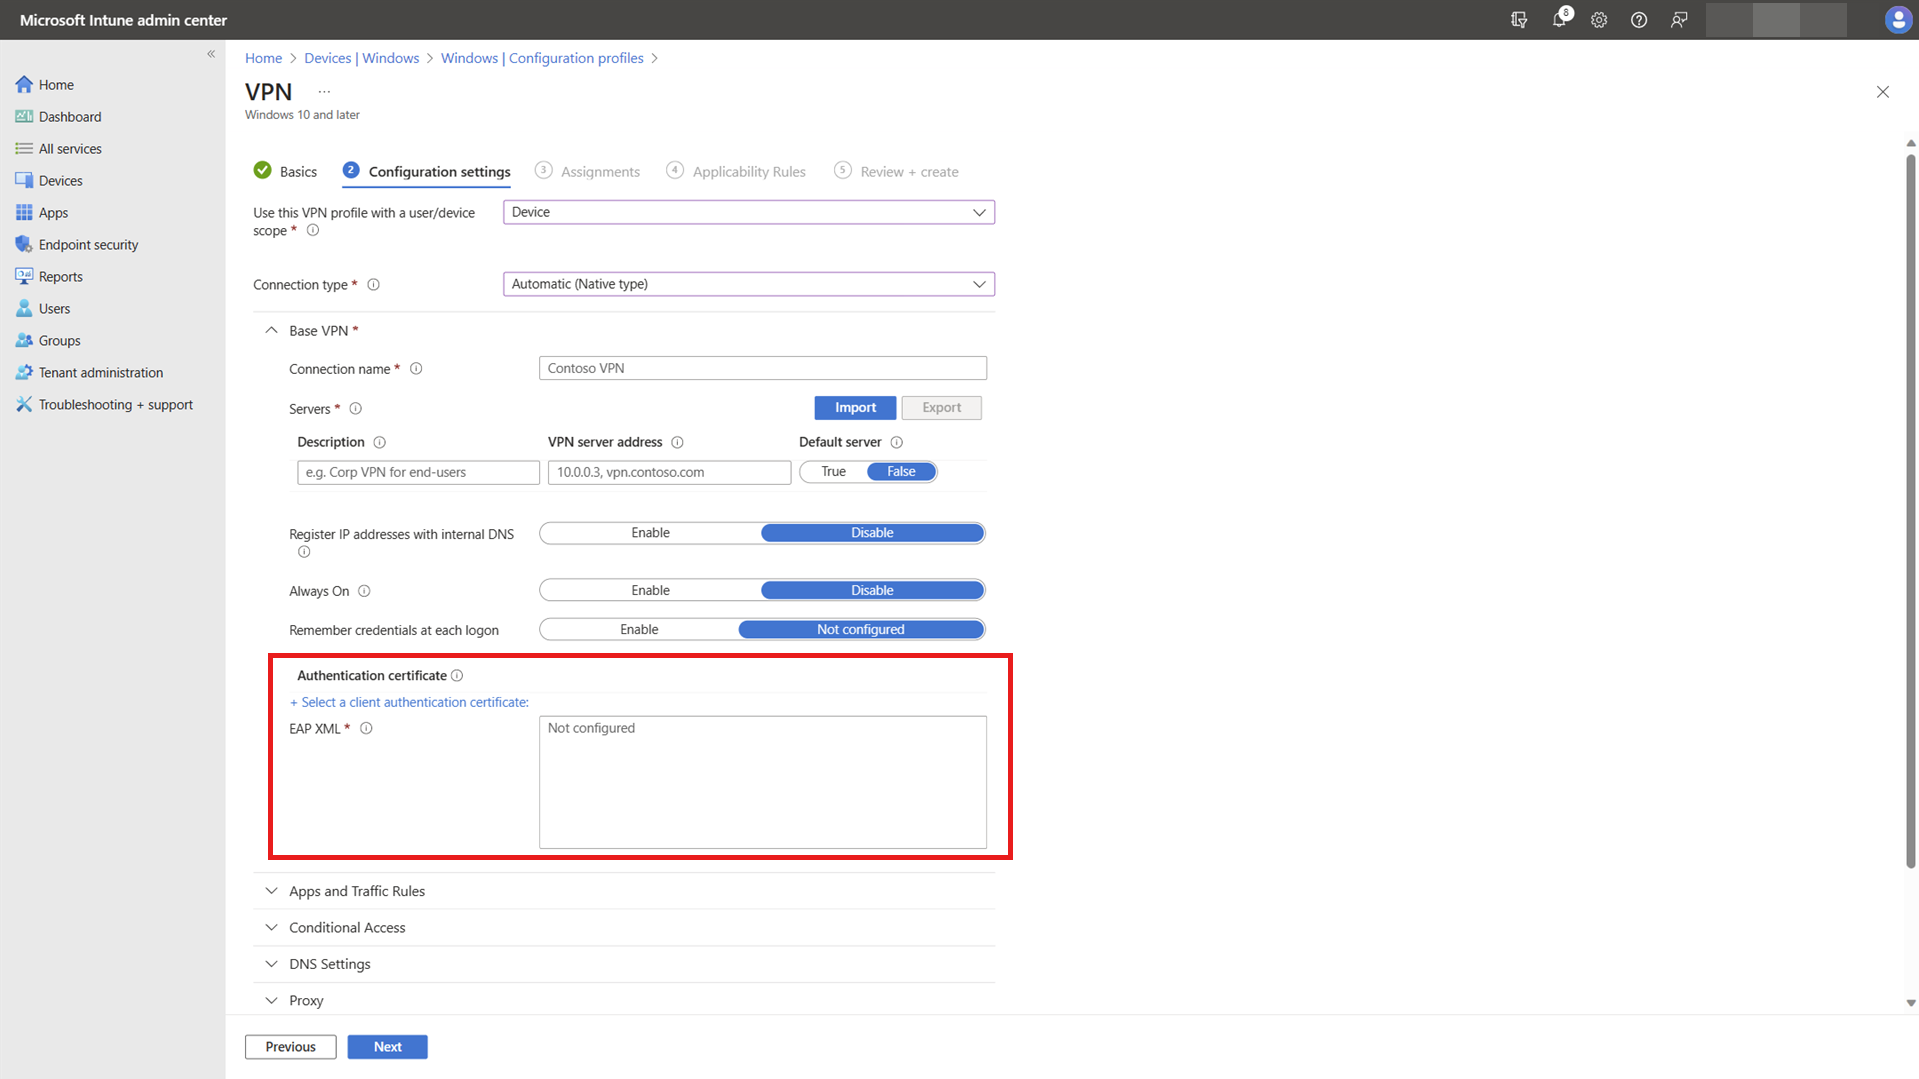 Microsoft Intune admin center
8
«
Home
Dashboard
All services
Devices
Apps
Endpoint security
Reports
Users
Groups
Tenant administration
Troubleshooting + support
Home > Devices | Windows > Windows | Configuration profiles >
VPN ...
Windows 10 and later
Basics
2 Configuration settings
3 Assignments
4 Applicability Rules
5 Review + create
Use this VPN profile with a user/device
scope *
Device
Connection type *
Automatic (Native type)
Base VPN *
Connection name *
Contoso VPN
Servers *
Import
Export
Description
VPN server address
Default server
e.g. Corp VPN for end-users
10.0.0.3, vpn.contoso.com
True
False
Register IP addresses with internal DNS
Enable
Disable
Always On
Enable
Disable
Remember credentials at each logon
Enable
Not configured
Authentication certificate
+ Select a client authentication certificate:
EAP XML *
Not configured
Apps and Traffic Rules
Conditional Access
DNS Settings
Proxy
Previous
Next